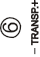 ⑥
– TRANSP.+